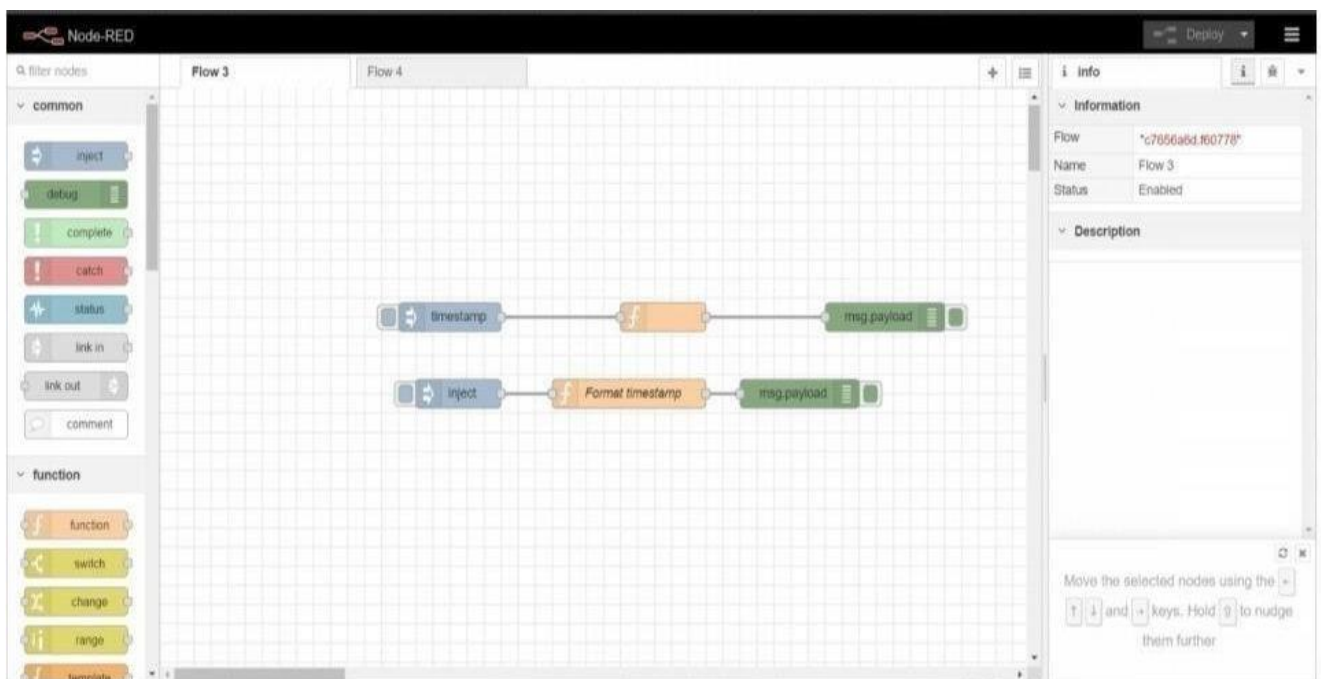 Node-RED
Deploy
filter nodes
Flow 3
Flow 4
i info
i
common
inject
debug
complete
catch
status
link in
link out
comment
function
function
switch
change
range
template
timestamp
f
msg.payload
inject
f
Format timestamp
msg.payload
Information
Flow "c7656a6d.f60778"
Name Flow 3
Status Enabled
Description
Move the selected nodes using the ←
↑ ↓ and → keys. Hold ⇧ to nudge
them further